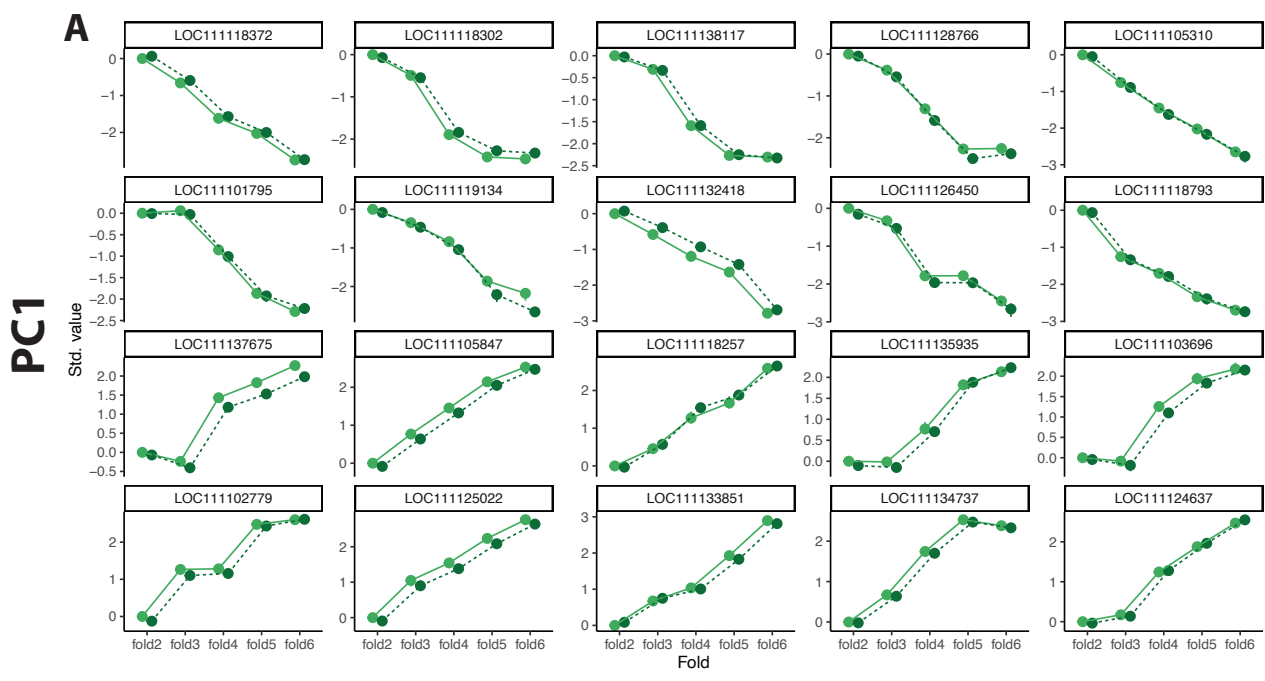 A
LOC111118372 LOC111118302 LOC111138117 LOC111128766 LOC111105310
0 −1 −2
0 −1 −2
0.0 −0.5 −1.0 −1.5 −2.0 −2.5
0 −1 −2
0 −1 −2 −3
LOC111101795 LOC111119134 LOC111132418 LOC111126450 LOC111118793
0.0 −0.5 −1.0 −1.5 −2.0 −2.5
0 −1 −2
0 −1 −2 −3
0 −1 −2 −3
0 −1 −2 −3
PC1
Std. value
LOC111137675 LOC111105847 LOC111118257 LOC111135935 LOC111103696
2.0 1.5 1.0 0.5 0.0 −0.5
2 1 0
2 1 0
2.0 1.5 1.0 0.5 0.0
2.0 1.5 1.0 0.5 0.0
LOC111102779 LOC111125022 LOC111133851 LOC111134737 LOC111124637
2 1 0
2 1 0
3 2 1 0
2 1 0
2 1 0
fold2 fold3 fold4 fold5 fold6 fold2 fold3 fold4 fold5 fold6 fold2 fold3 fold4 fold5 fold6 fold2 fold3 fold4 fold5 fold6 fold2 fold3 fold4 fold5 fold6
Fold